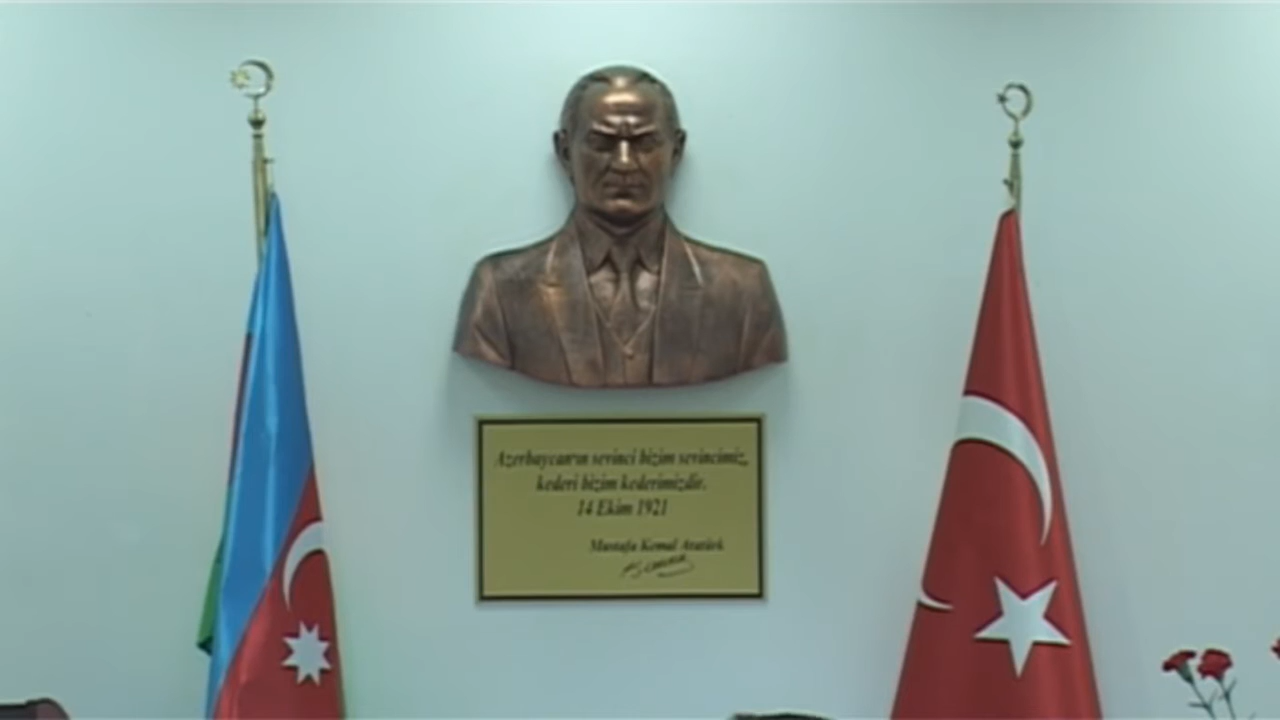 Azerbaycan'ın sevinci bizim sevincimiz,
kederi bizim kederimizdir.
14 Ekim 1921
Mustafa Kemal Atatürk